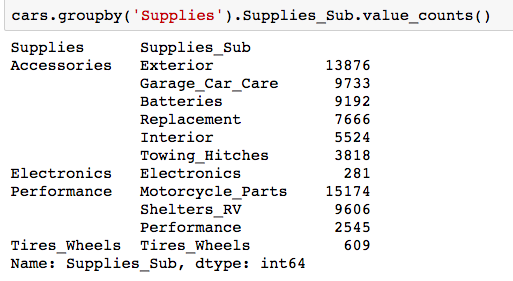 cars.groupby('Supplies').Supplies_Sub.value_counts()
Supplies      Supplies_Sub
Accessories   Exterior            13876
              Garage_Car_Care      9733
              Batteries            9192
              Replacement          7666
              Interior             5524
              Towing_Hitches       3818
Electronics   Electronics           281
Performance   Motorcycle_Parts    15174
              Shelters_RV          9606
              Performance          2545
Tires_Wheels  Tires_Wheels          609
Name: Supplies_Sub, dtype: int64